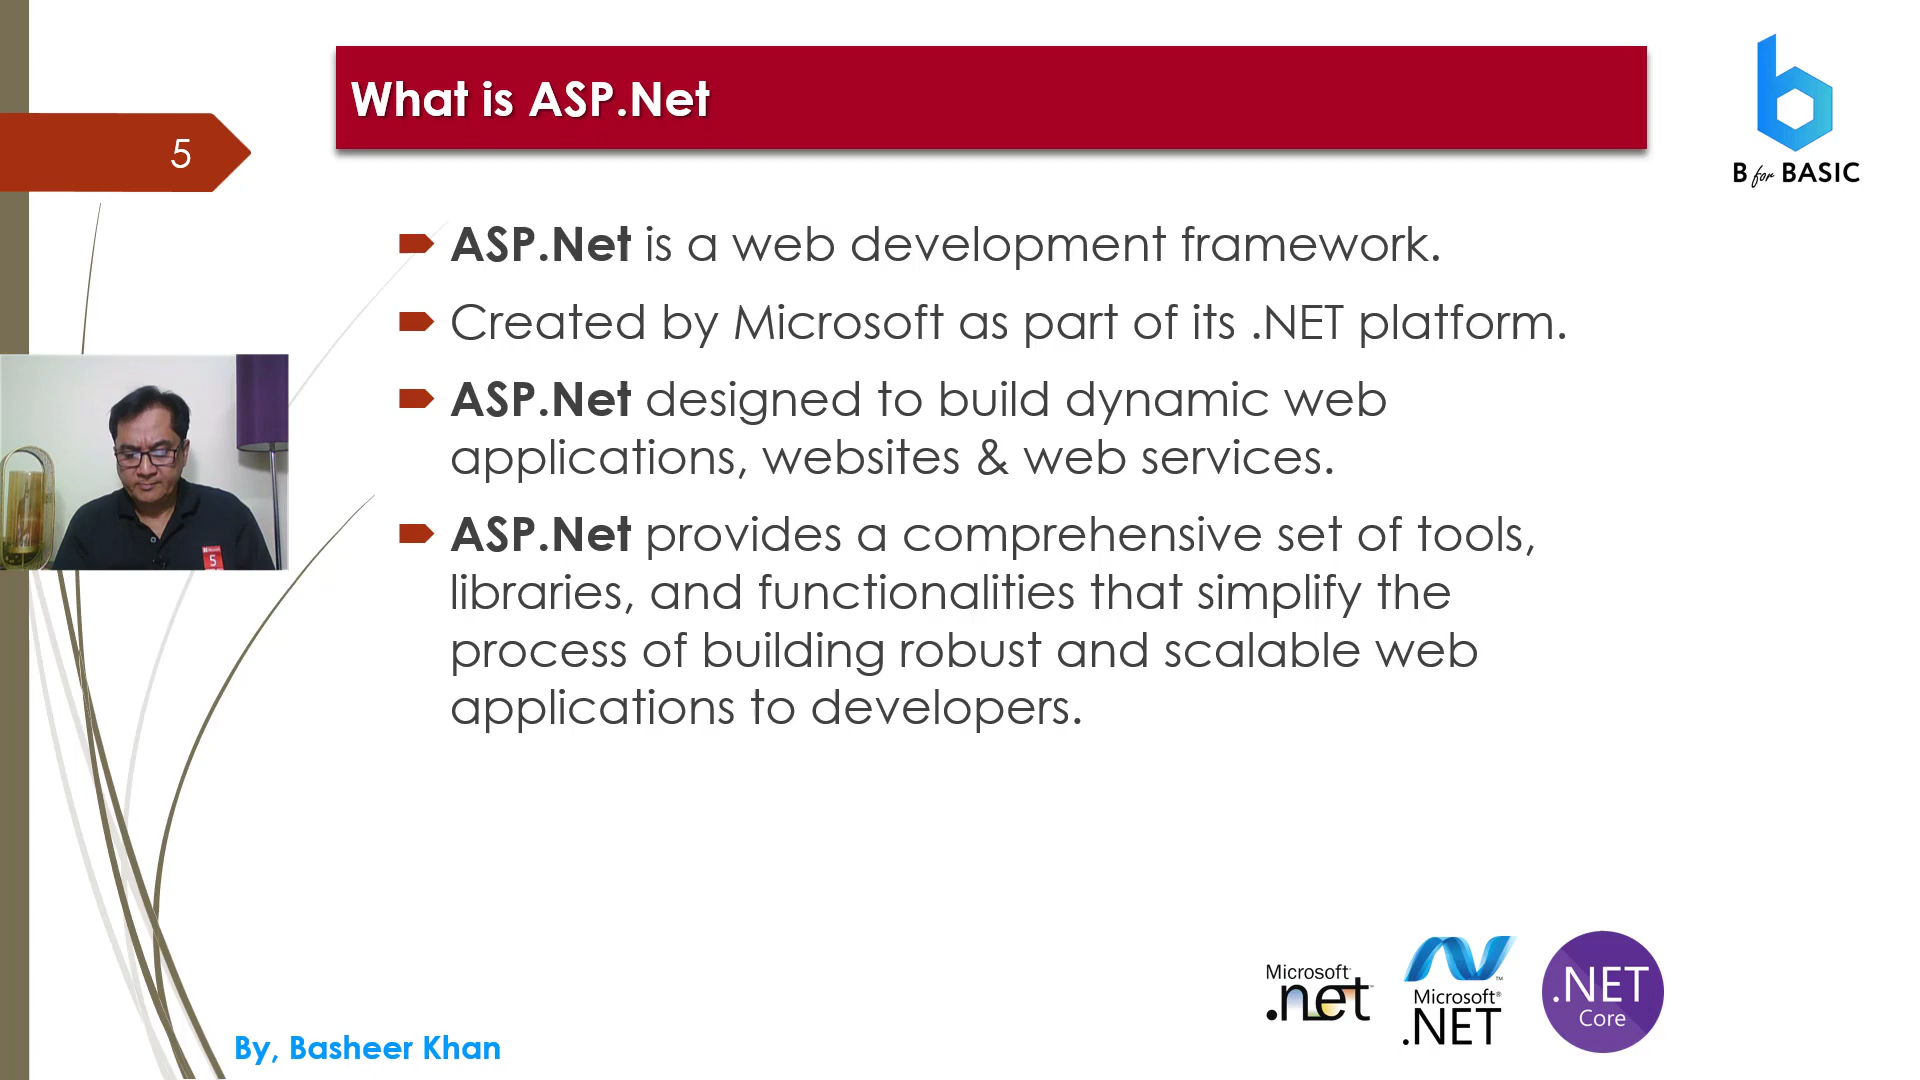 What is ASP.Net
5
B for BASIC
ASP.Net is a web development framework.
Created by Microsoft as part of its .NET platform.
ASP.Net designed to build dynamic web
applications, websites & web services.
ASP.Net provides a comprehensive set of tools,
libraries, and functionalities that simplify the
process of building robust and scalable web
applications to developers.
5
Microsoft
.net
Microsoft®
.NET
™
.NET
Core
By, Basheer Khan